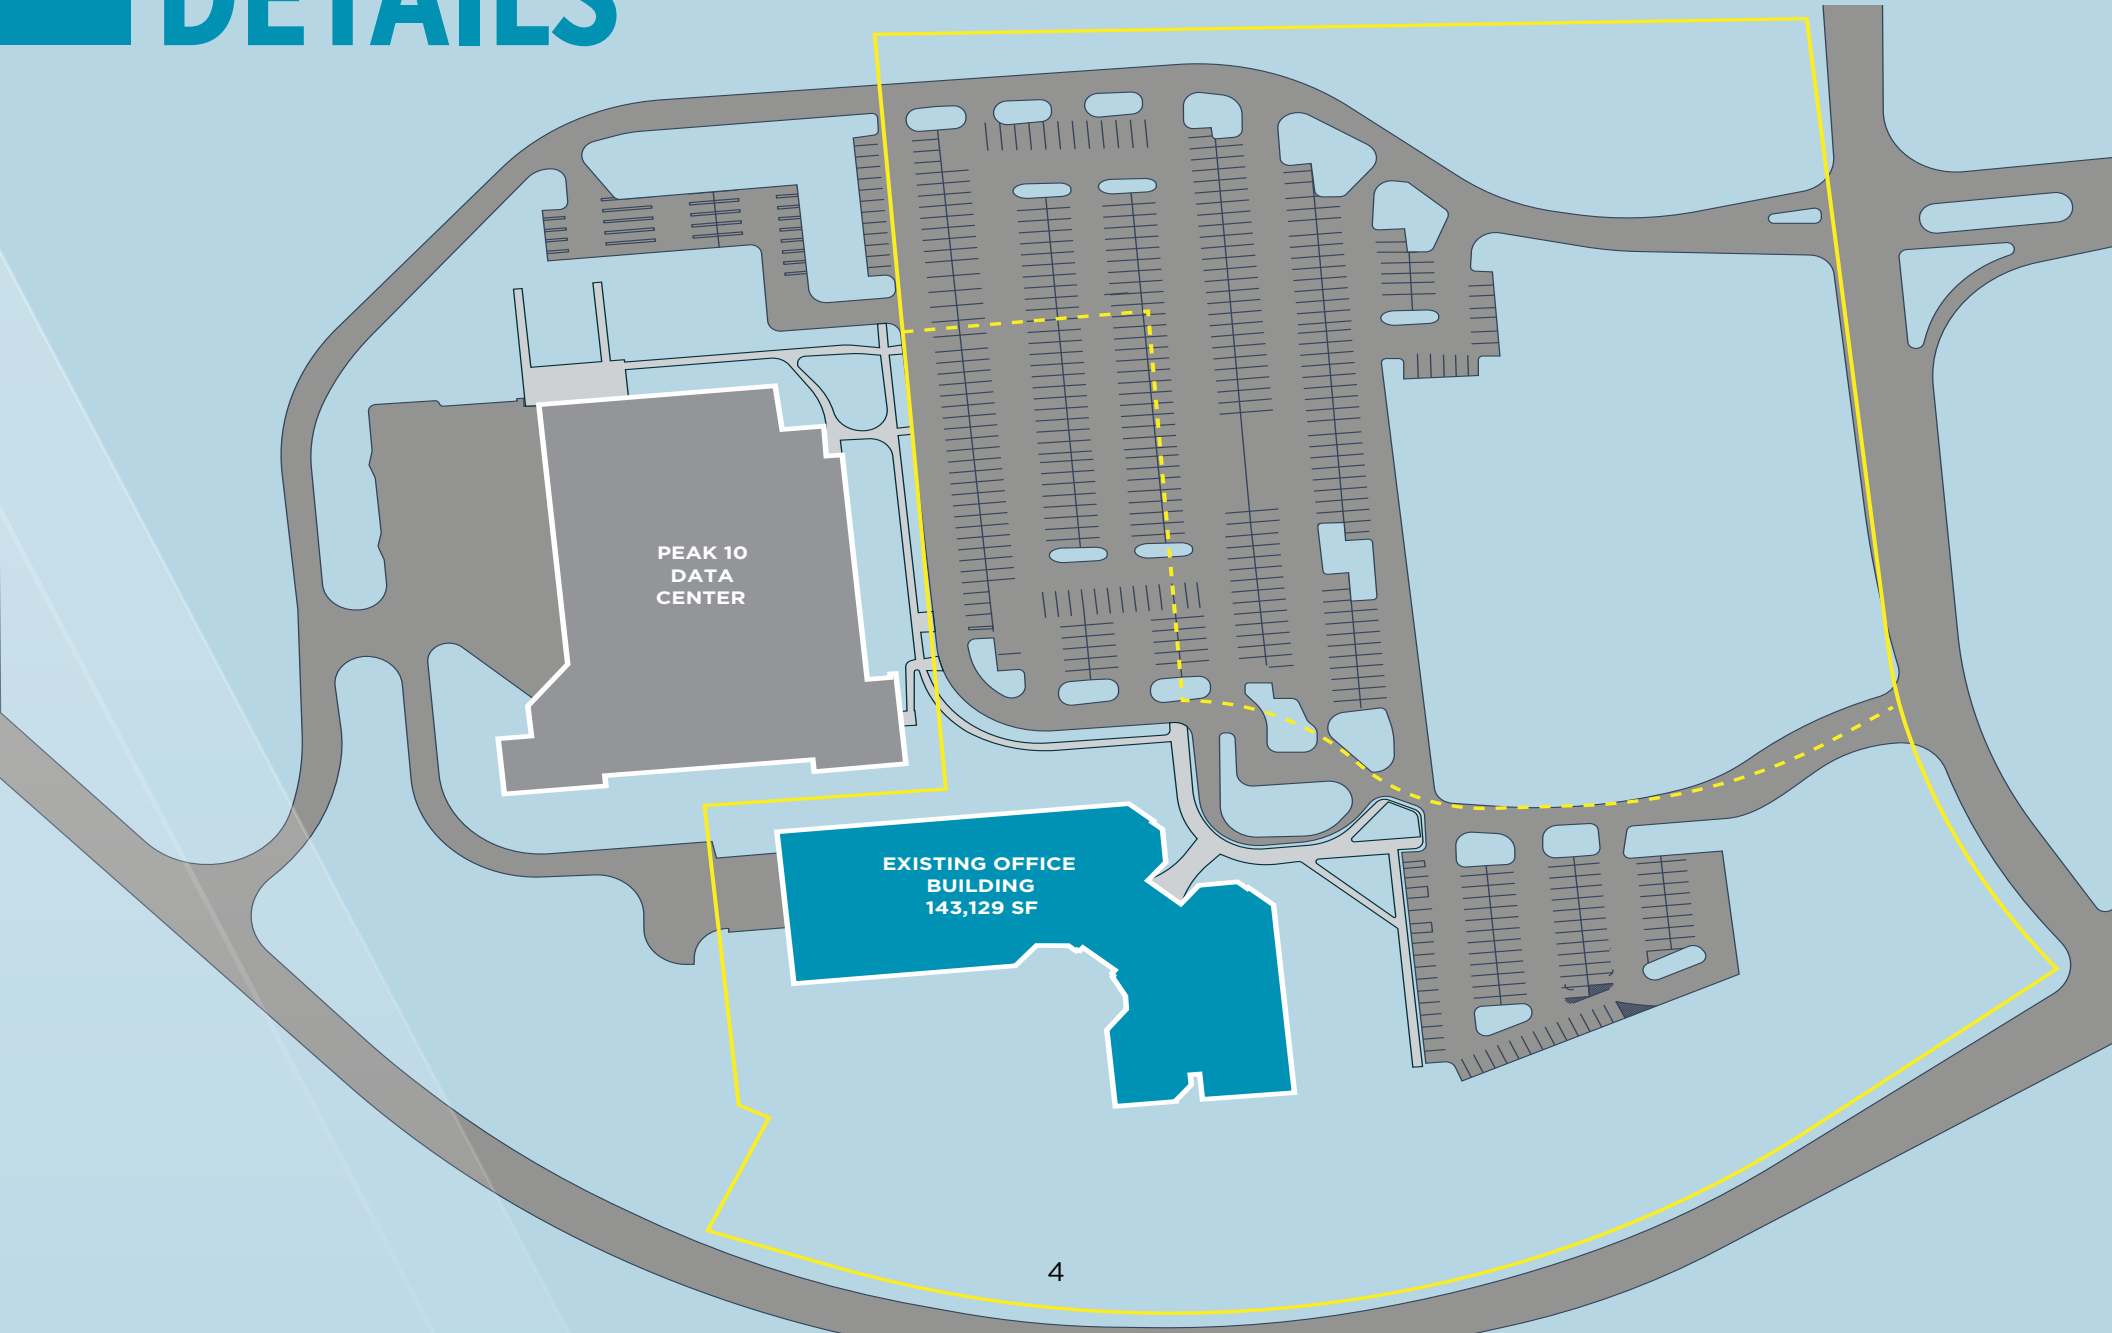 DETAILS
PEAK 10
DATA
CENTER
EXISTING OFFICE
BUILDING
143,129 SF
4